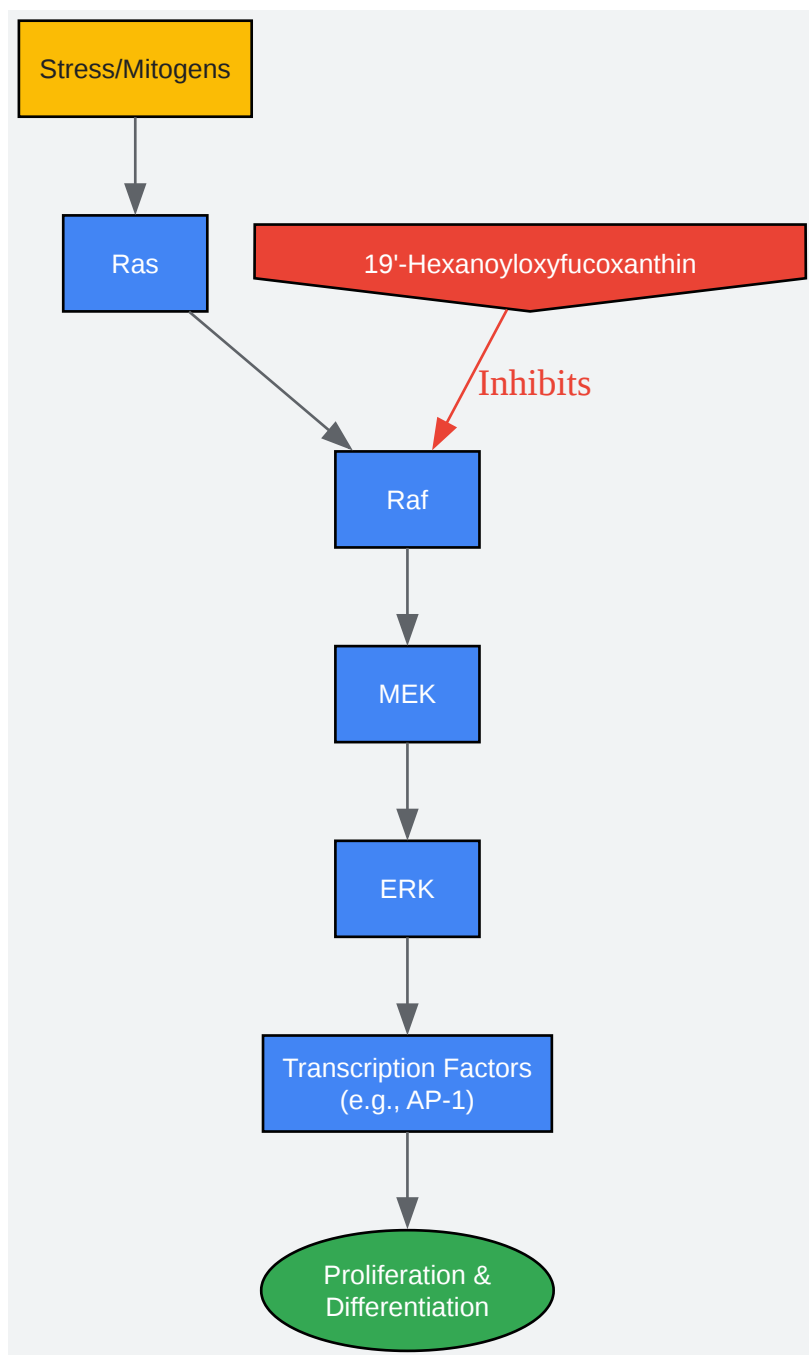 Stress/Mitogens
Ras
19'-Hexanoyloxyfucoxanthin
Inhibits
Raf
MEK
ERK
Transcription Factors
(e.g., AP-1)
Proliferation &
Differentiation